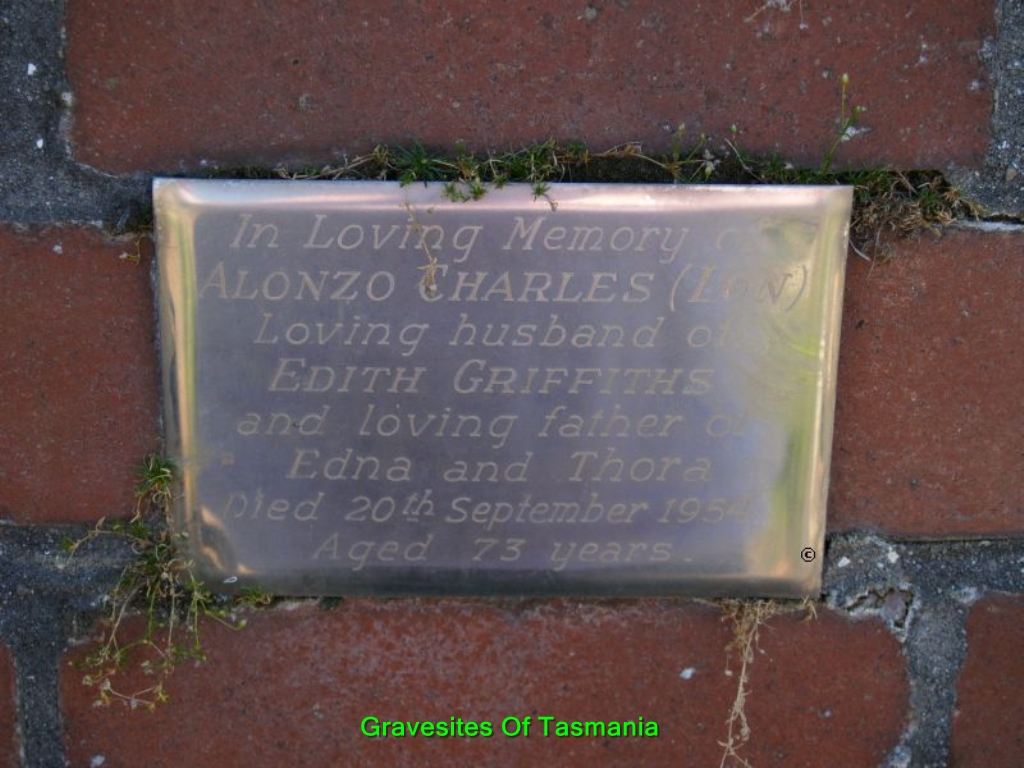 In Loving Memory of
ALONZO CHARLES (LON)
Loving husband of
EDITH GRIFFITHS
and loving father of
Edna and Thora
Died 20th September 1954
Aged 73 years.
©
Gravesites Of Tasmania